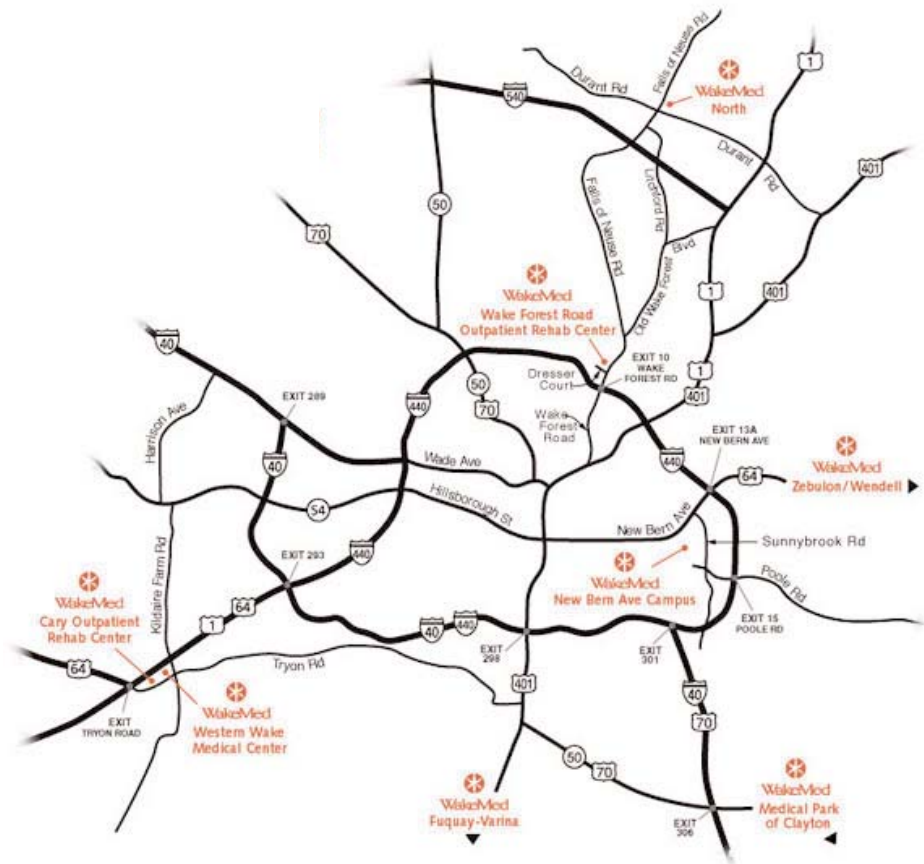 Falls of Neuse Rd
1
Durant Rd
WakeMed
North
540
Durant
Rd
401
50
70
Litchford Rd
Falls of Neuse Rd
Old Wake Forest
Blvd
1
401
WakeMed
Wake Forest Road
Outpatient Rehab Center
40
EXIT 10
WAKE
FOREST RD
Dresser
Court
1
401
50
70
440
EXIT 289
Harrison Ave
Wake
Forest
Road
EXIT 13A
NEW BERN AVE
40
Wade Ave
440
64
WakeMed
Zebulon/Wendell
54
Hillsborough St
New Bern Ave
440
Sunnybrook Rd
EXIT 293
Kildaire Farm Rd
WakeMed
New Bern Ave Campus
Poole Rd
WakeMed
Cary Outpatient
Rehab Center
64
1
40
440
EXIT 15
POOLE RD
EXIT
298
EXIT
301
64
Tryon Rd
401
40
70
EXIT
TRYON ROAD
WakeMed
Western Wake
Medical Center
50
70
WakeMed
Fuquay-Varina
EXIT
306
WakeMed
Medical Park
of Clayton